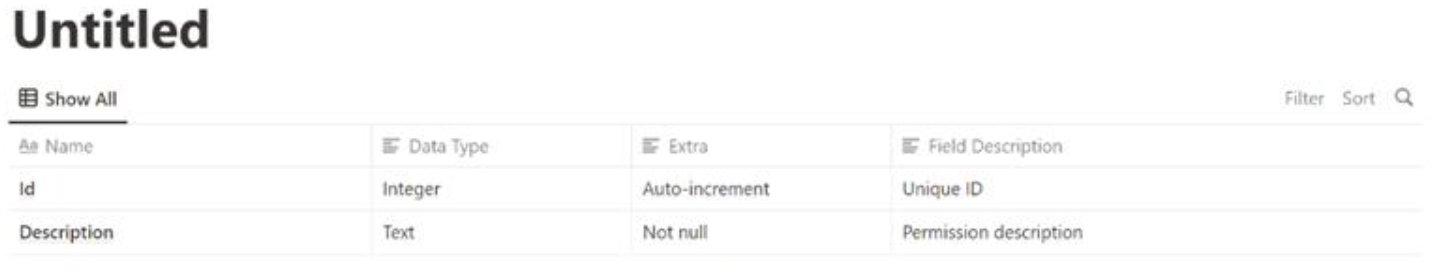 Untitled
Show All Filter Sort
Aa Name Data Type Extra Field Description
Id Integer Auto-increment Unique ID
Description Text Not null Permission description